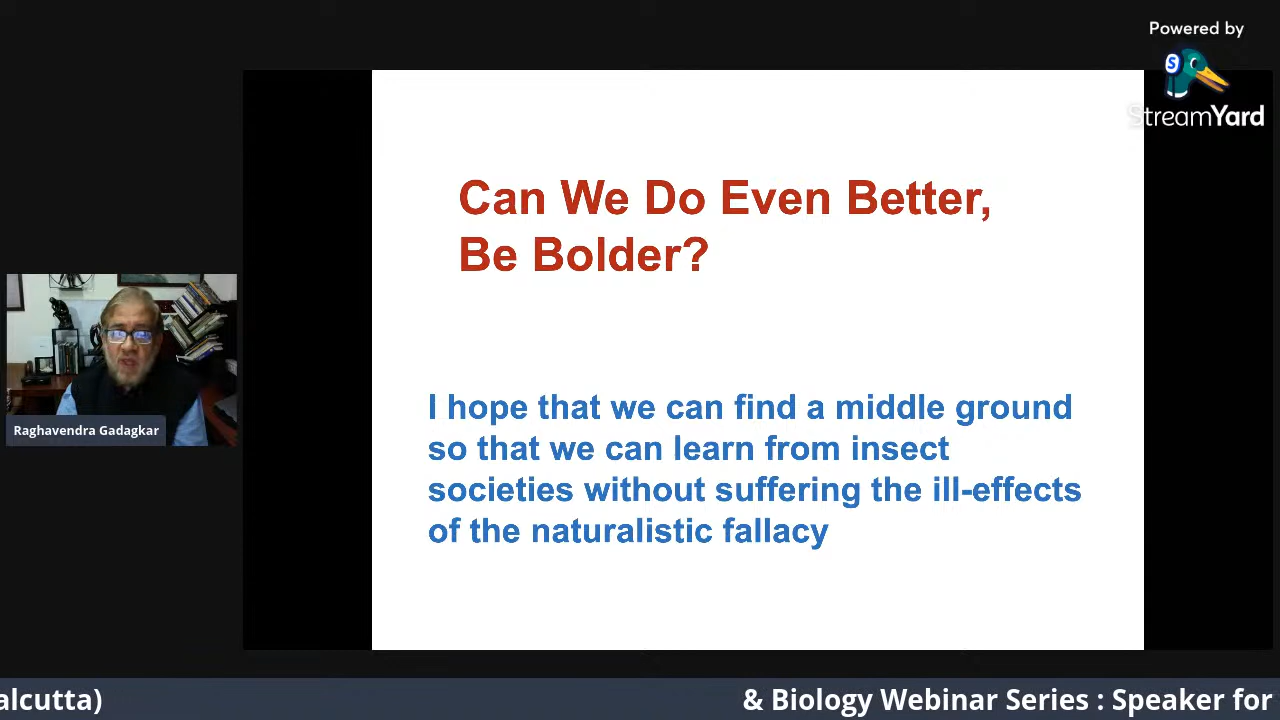 Powered by
StreamYard
Can We Do Even Better,
Be Bolder?
I hope that we can find a middle ground
so that we can learn from insect
societies without suffering the ill-effects
of the naturalistic fallacy
Raghavendra Gadagkar
alcutta) & Biology Webinar Series : Speaker for